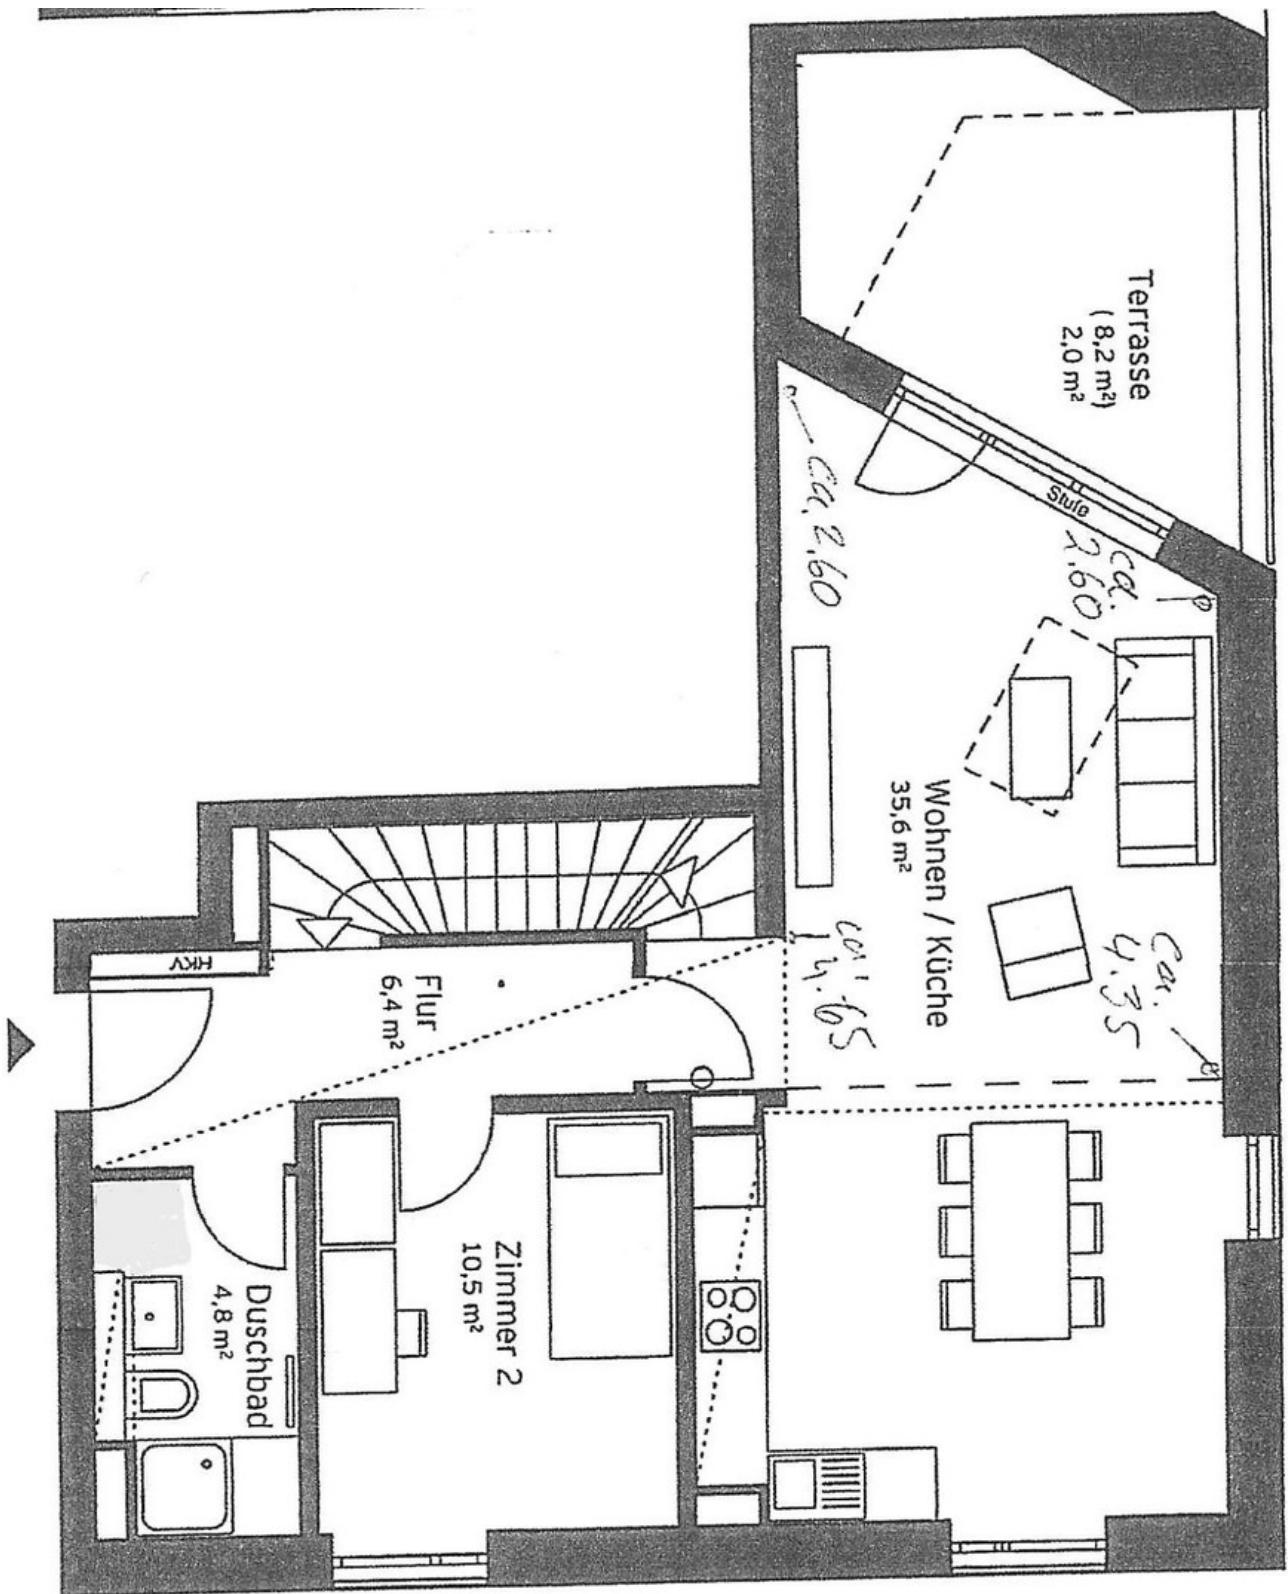 Terrasse
( 8,2 m²)
2,0 m²
Stufe
ca. 2.60
ca.
2.60
Wohnen / Küche
35,6 m²
ca.
4.65
ca.
4.35
HKV
Flur
6,4 m²
Zimmer 2
10,5 m²
Duschbad
4,8 m²